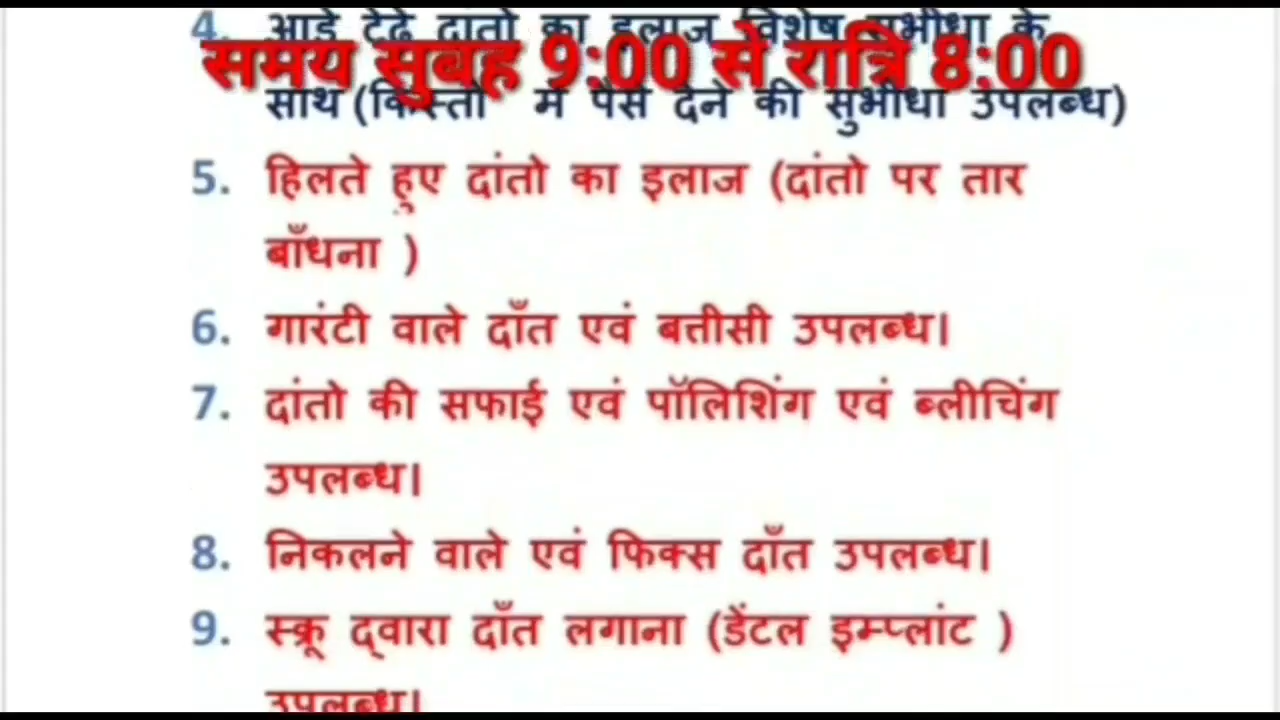 4. आडे टेढे दांतो का इलाज विशेष सुभीधा के
समय सुबह 9:00 से रात्रि 8:00
साथ (किस्तो में पैसे देने की सुभीधा उपलब्ध)
5. हिलते हुए दांतो का इलाज (दांतो पर तार
बाँधना )
6. गारंटी वाले दाँत एवं बत्तीसी उपलब्ध।
7. दांतो की सफाई एवं पॉलिशिंग एवं ब्लीचिंग
उपलब्ध।
8. निकलने वाले एवं फिक्स दाँत उपलब्ध।
9. स्क्रू द्वारा दाँत लगाना (डेंटल इम्प्लांट )
उपलब्ध।